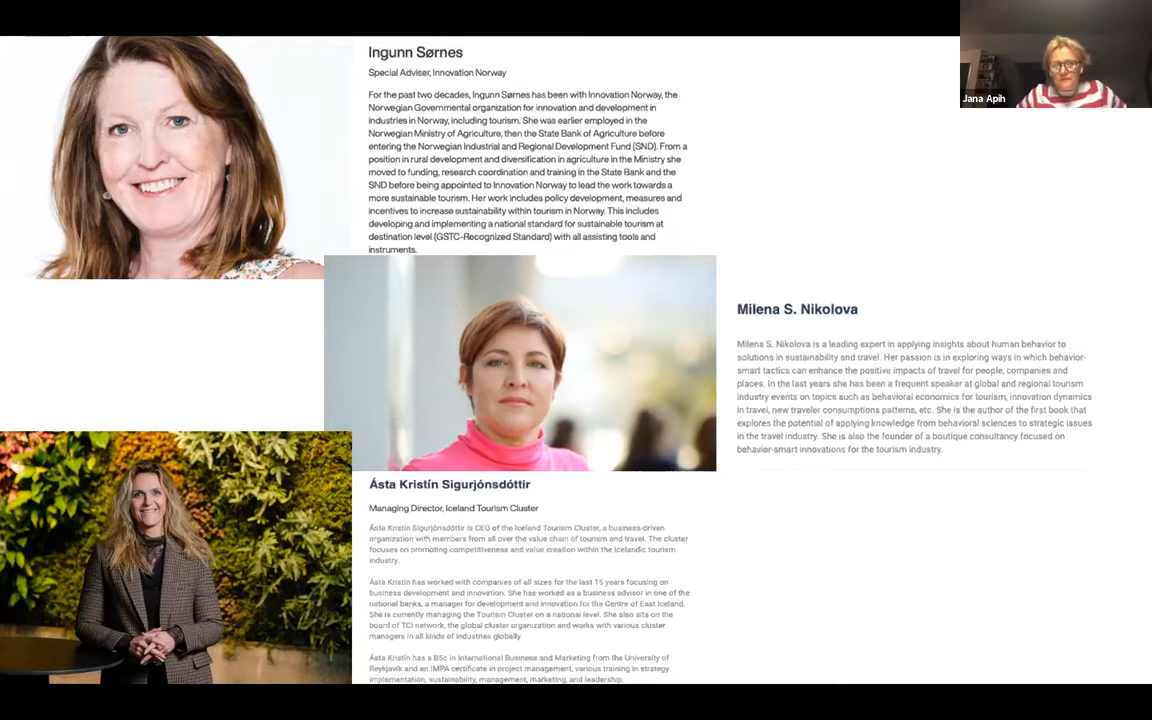 Ingunn Sørnes
Special Adviser, Innovation Norway
For the past two decades, Ingunn Sørnes has been with Innovation Norway, the
Norwegian Governmental organization for innovation and development in
industries in Norway, including tourism. She was earlier employed in the
Norwegian Ministry of Agriculture, then the State Bank of Agriculture before
entering the Norwegian Industrial and Regional Development Fund (SND). From a
position in rural development and diversification in agriculture in the Ministry she
moved to funding, research coordination and training in the State Bank and the
SND before being appointed to Innovation Norway to lead the work towards a
more sustainable tourism. Her work includes policy development, measures and
incentives to increase sustainability within tourism in Norway. This includes
developing and implementing a national standard for sustainable tourism at
destination level (GSTC-Recognized Standard) with all assisting tools and
instruments.
Jana Apih
Milena S. Nikolova
Milena S. Nikolova is a leading expert in applying insights about human behavior to
solutions in sustainability and travel. Her passion is in exploring ways in which behavior-
smart tactics can enhance the positive impacts of travel for people, companies and
places. In the last years she has been a frequent speaker at global and regional tourism
industry events on topics such as behavioral economics for tourism, innovation dynamics
in travel, new traveler consumptions patterns, etc. She is the author of the first book that
explores the potential of applying knowledge from behavioral sciences to strategic issues
in the travel industry. She is also the founder of a boutique consultancy focused on
behavior-smart innovations for the tourism industry.
Ásta Kristín Sigurjónsdóttir
Managing Director, Iceland Tourism Cluster
Ásta Kristín Sigurjónsdóttir is CEO of the Iceland Tourism Cluster, a business-driven
organization with members from all over the value chain of tourism and travel. The cluster
focuses on promoting competitiveness and value creation within the Icelandic tourism
industry.
Ásta Kristín has worked with companies of all sizes for the last 15 years focusing on
business development and innovation. She has worked as a business advisor in one of the
national banks, a manager for development and innovation for the Centre of East Iceland.
She is currently managing the Tourism Cluster on a national level. She also sits on the
board of TCI network, the global cluster organization and works with various cluster
managers in all kinds of industries globally.
Ásta Kristín has a BSc in International Business and Marketing from the University of
Reykjavik and an IMPA certificate in project management, various training in strategy
implementation, sustainability, management, marketing, and leadership.